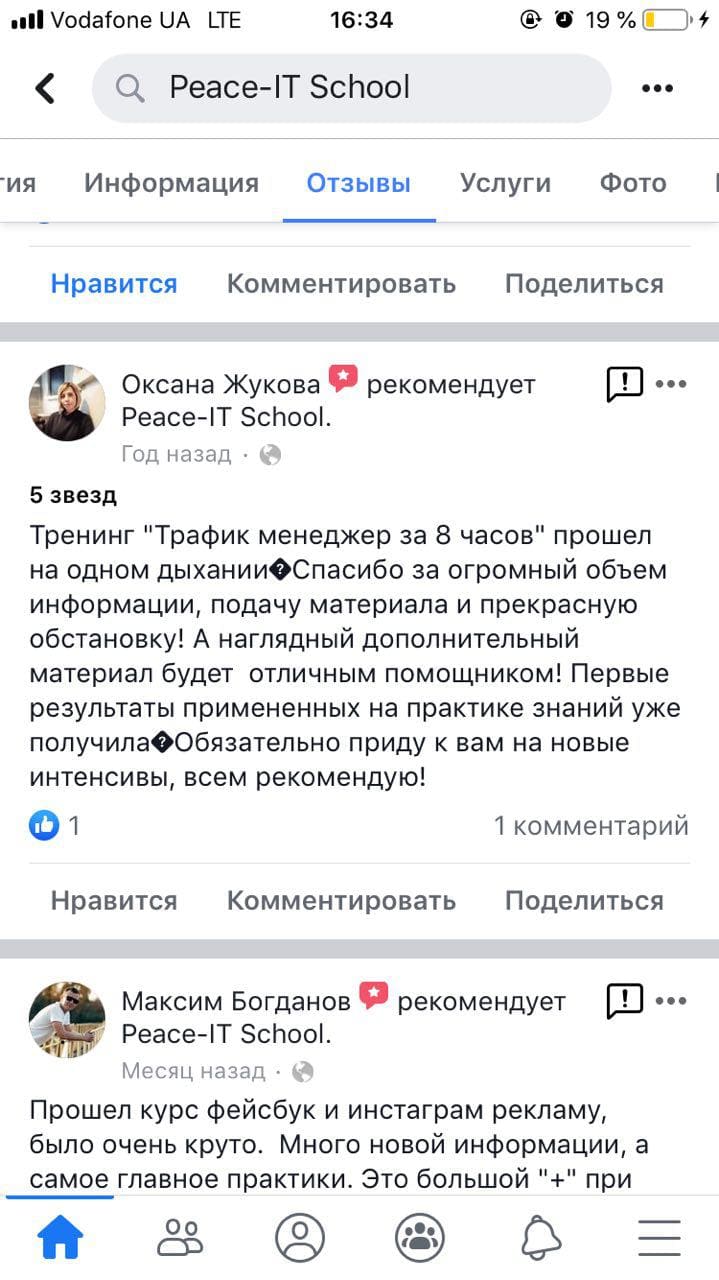 Vodafone UA LTE 16:34 19 %
Peace-IT School
тия Информация Отзывы Услуги Фото
Нравится Комментировать Поделиться
Оксана Жукова рекомендует
Peace-IT School.
Год назад ·
5 звезд
Тренинг "Трафик менеджер за 8 часов" прошел
на одном дыхании�Спасибо за огромный объем
информации, подачу материала и прекрасную
обстановку! А наглядный дополнительный
материал будет отличным помощником! Первые
результаты примененных на практике знаний уже
получила�Обязательно приду к вам на новые
интенсивы, всем рекомендую!
1 1 комментарий
Нравится Комментировать Поделиться
Максим Богданов рекомендует
Peace-IT School.
Месяц назад ·
Прошел курс фейсбук и инстаграм рекламу,
было очень круто. Много новой информации, а
самое главное практики. Это большой "+" при